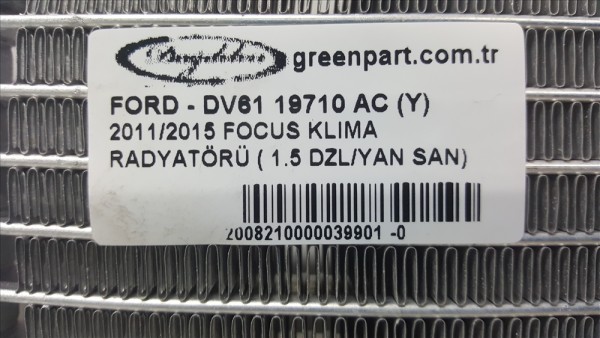 greenpart.com.tr
FORD - DV61 19710 AC (Y)
2011/2015 FOCUS KLIMA
RADYATÖRÜ ( 1.5 DZL/YAN SAN)
2008210000039901 -0